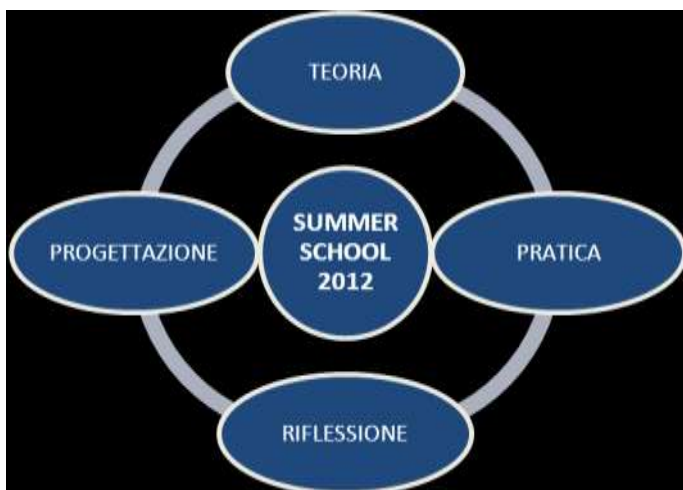 TEORIA
PROGETTAZIONE
SUMMER
SCHOOL
2012
PRATICA
RIFLESSIONE